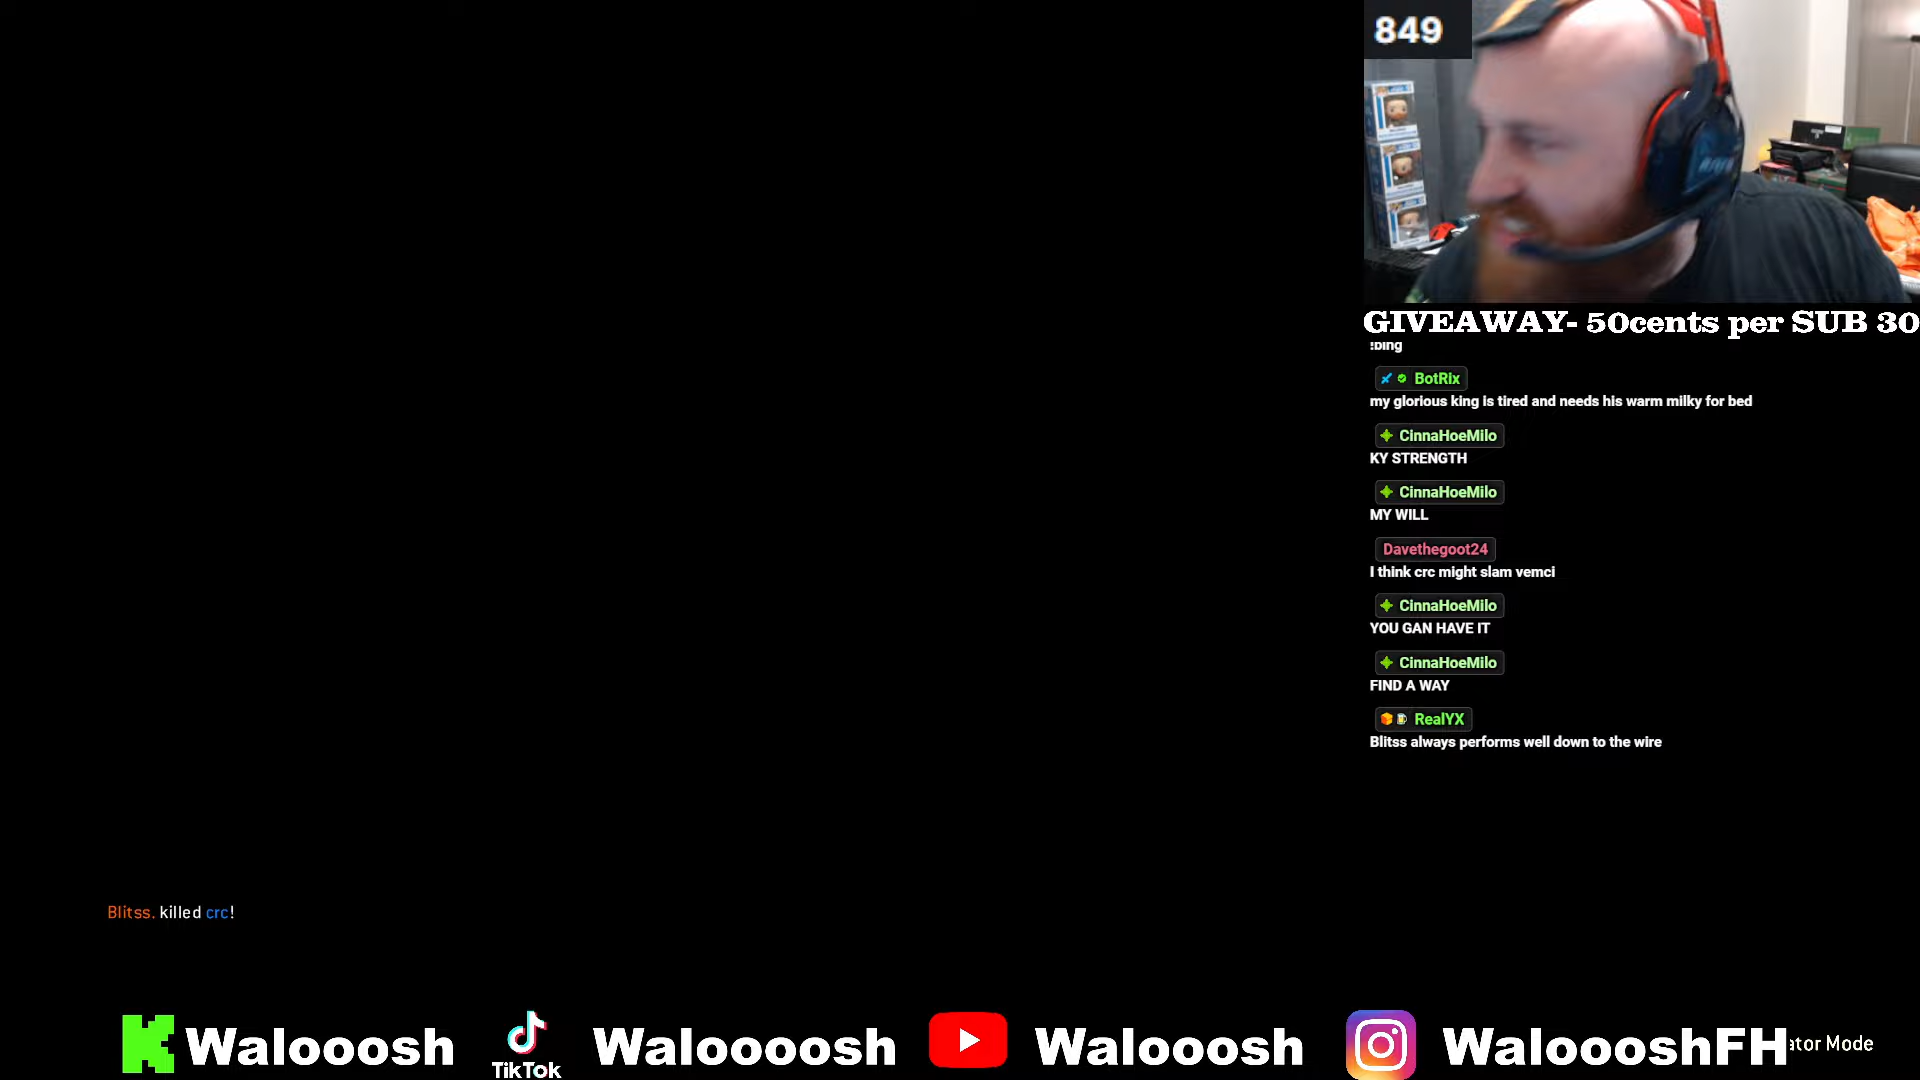 849
GIVEAWAY- 50cents per SUB 30
!bing
BotRix
my glorious king is tired and needs his warm milky for bed
CinnaHoeMilo
KY STRENGTH
CinnaHoeMilo
MY WILL
Davethegoot24
I think crc might slam vemci
CinnaHoeMilo
YOU GAN HAVE IT
CinnaHoeMilo
FIND A WAY
RealYX
Blitss always performs well down to the wire
Blitss. killed crc!
Walooosh
TikTok
Waloooosh
Walooosh
WaloooshFH
ator Mode